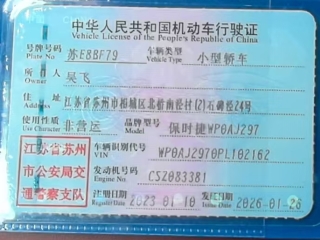 中华人民共和国机动车行驶证
Vehicle License of the People's Republic of China
号牌号码 苏E8BF79 车辆类型 小型轿车
Plate No. Vehicle Type
所有人 吴飞
Owner
住址 江苏省苏州市相城区北桥南径村(2)石碑泾24号
Address
使用性质 非营运 品牌型号 保时捷WP0AJ297
Use Character Model
江苏省苏州
市公安局交
通警察支队
车辆识别代号 WP0AJ2970PL102162
VIN
发动机号码 CS2083381
Engine No.
注册日期 2023-01-10 发证日期 2026-01-26
Register Date Issue Date